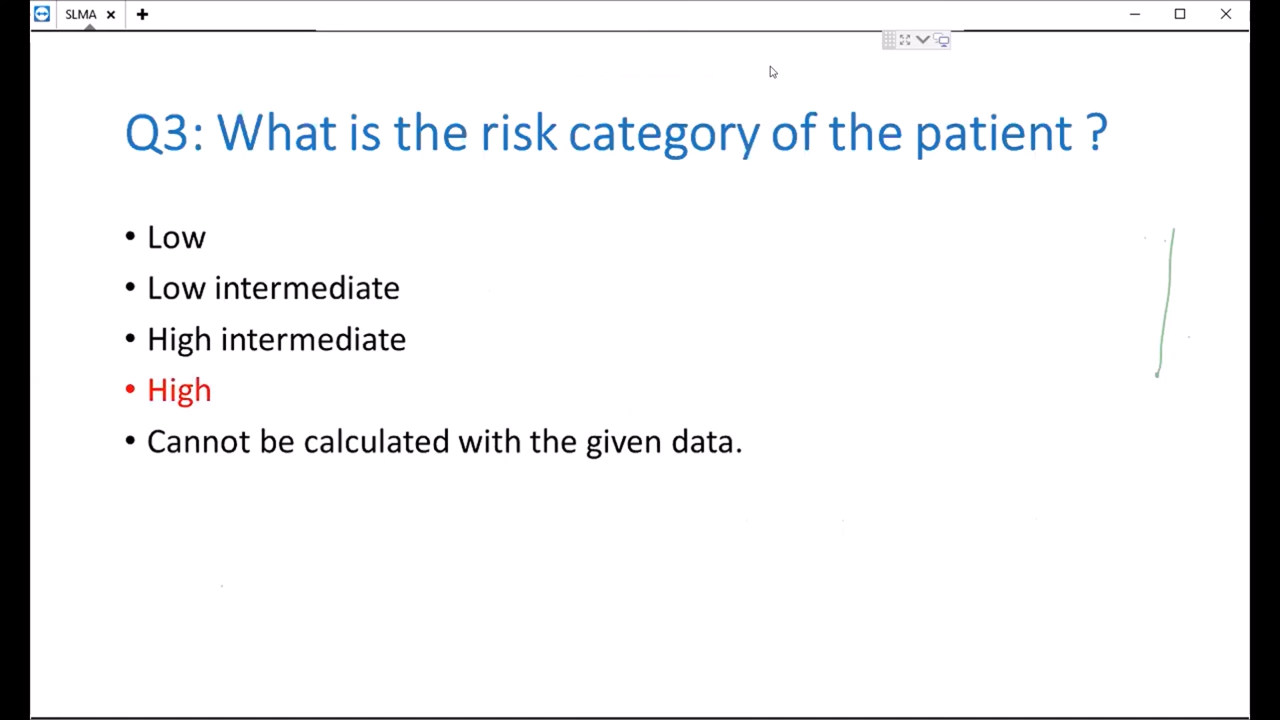 SLMA
Q3: What is the risk category of the patient ?
• Low
• Low intermediate
• High intermediate
• High
• Cannot be calculated with the given data.